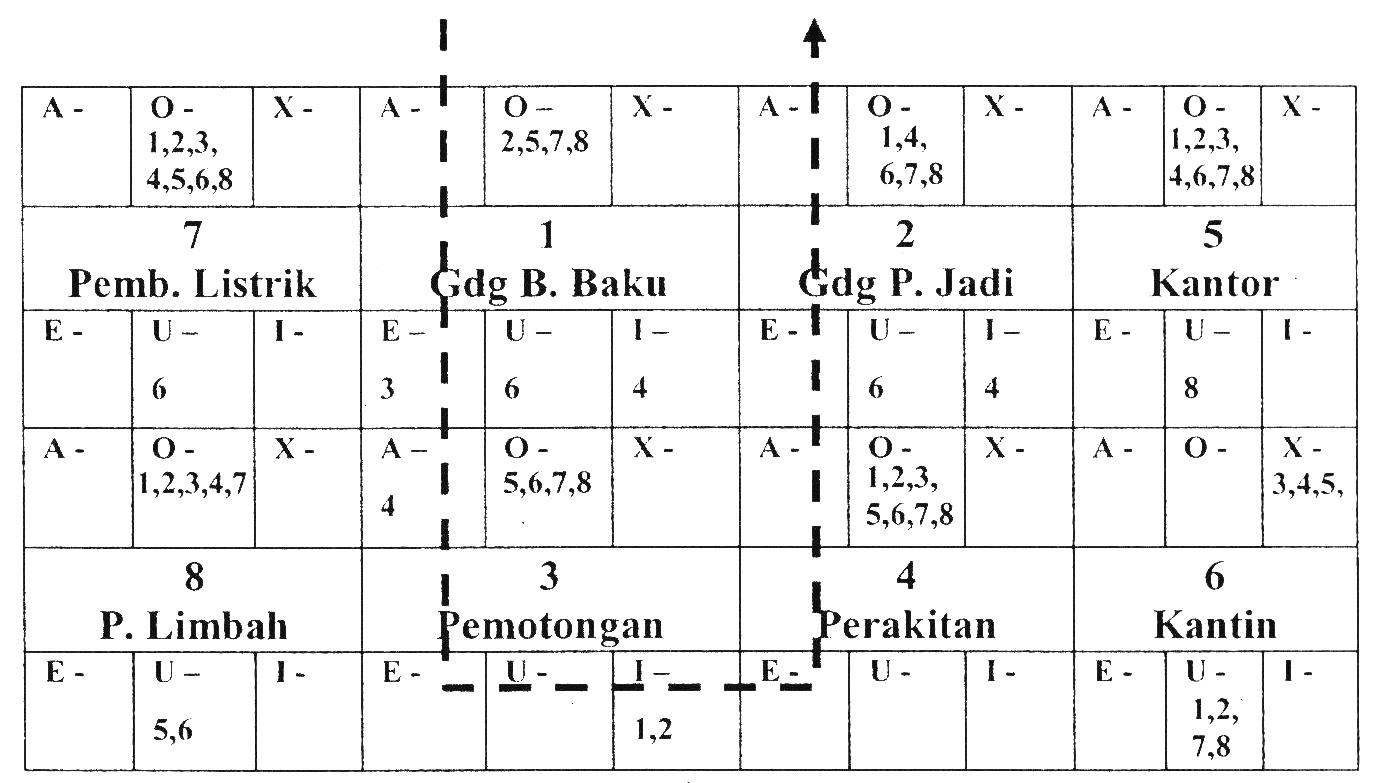 A - O - X - A - O – X - A - O - X - A - O - X -
1,2,3, 2,5,7,8 1,4, 1,2,3,
4,5,6,8 6,7,8 4,6,7,8
7 1 2 5
Pemb. Listrik Gdg B. Baku Gdg P. Jadi Kantor
E - U – I - E – U – I – E - U – I – E - U – I -
6 3 6 4 6 4 8
A - O - X - A – O - X - A - O - X - A - O - X -
1,2,3,4,7 5,6,7,8 1,2,3, 3,4,5,
4 5,6,7,8
8 3 4 6
P. Limbah Pemotongan Perakitan Kantin
E - U – I - E - U - I – E - U - I - E - U - I -
5,6 1,2 1,2,
7,8